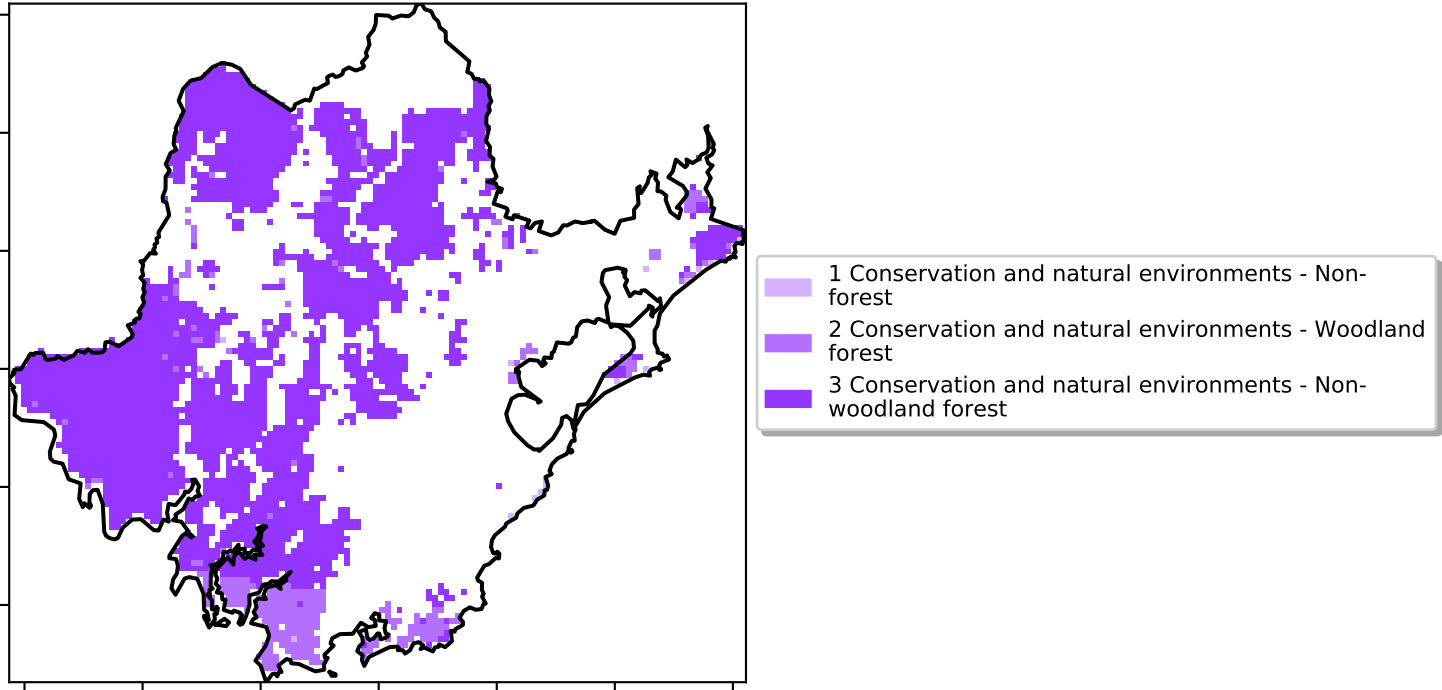 1 Conservation and natural environments - Non-
forest
2 Conservation and natural environments - Woodland
forest
3 Conservation and natural environments - Non-
woodland forest